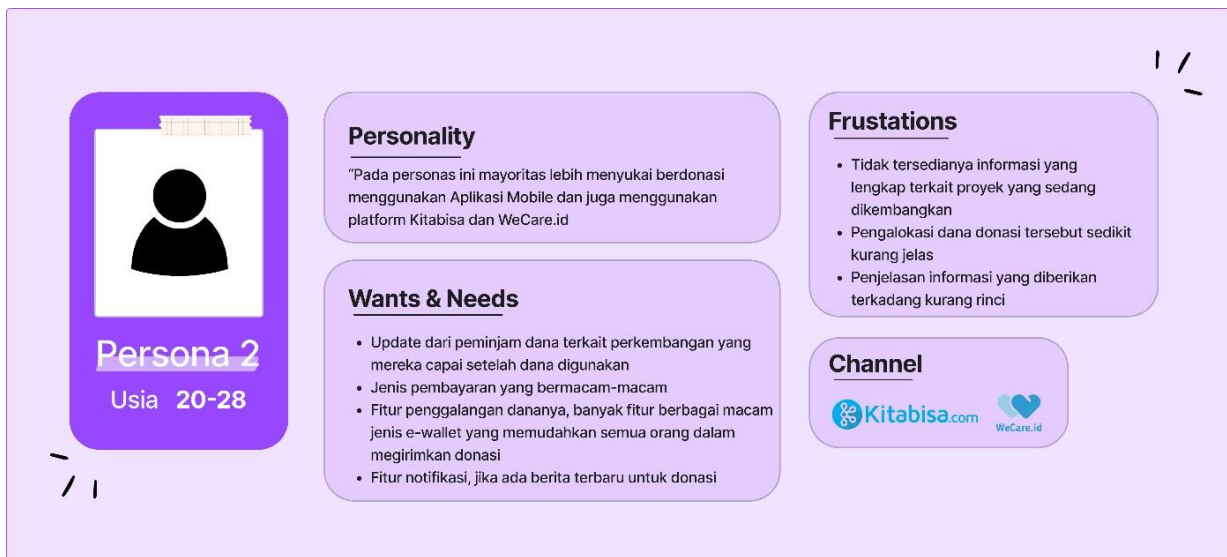 Persona 2
Usia 20-28
Personality
"Pada personas ini mayoritas lebih menyukai berdonasi
menggunakan Aplikasi Mobile dan juga menggunakan
platform Kitabisa dan WeCare.id
Wants & Needs
• Update dari peminjam dana terkait perkembangan yang
mereka capai setelah dana digunakan
• Jenis pembayaran yang bermacam-macam
• Fitur penggalangan dananya, banyak fitur berbagai macam
jenis e-wallet yang memudahkan semua orang dalam
megirimkan donasi
• Fitur notifikasi, jika ada berita terbaru untuk donasi
Frustations
• Tidak tersedianya informasi yang
lengkap terkait proyek yang sedang
dikembangkan
• Pengalokasi dana donasi tersebut sedikit
kurang jelas
• Penjelasan informasi yang diberikan
terkadang kurang rinci
Channel
Kitabisa.com
WeCare.id